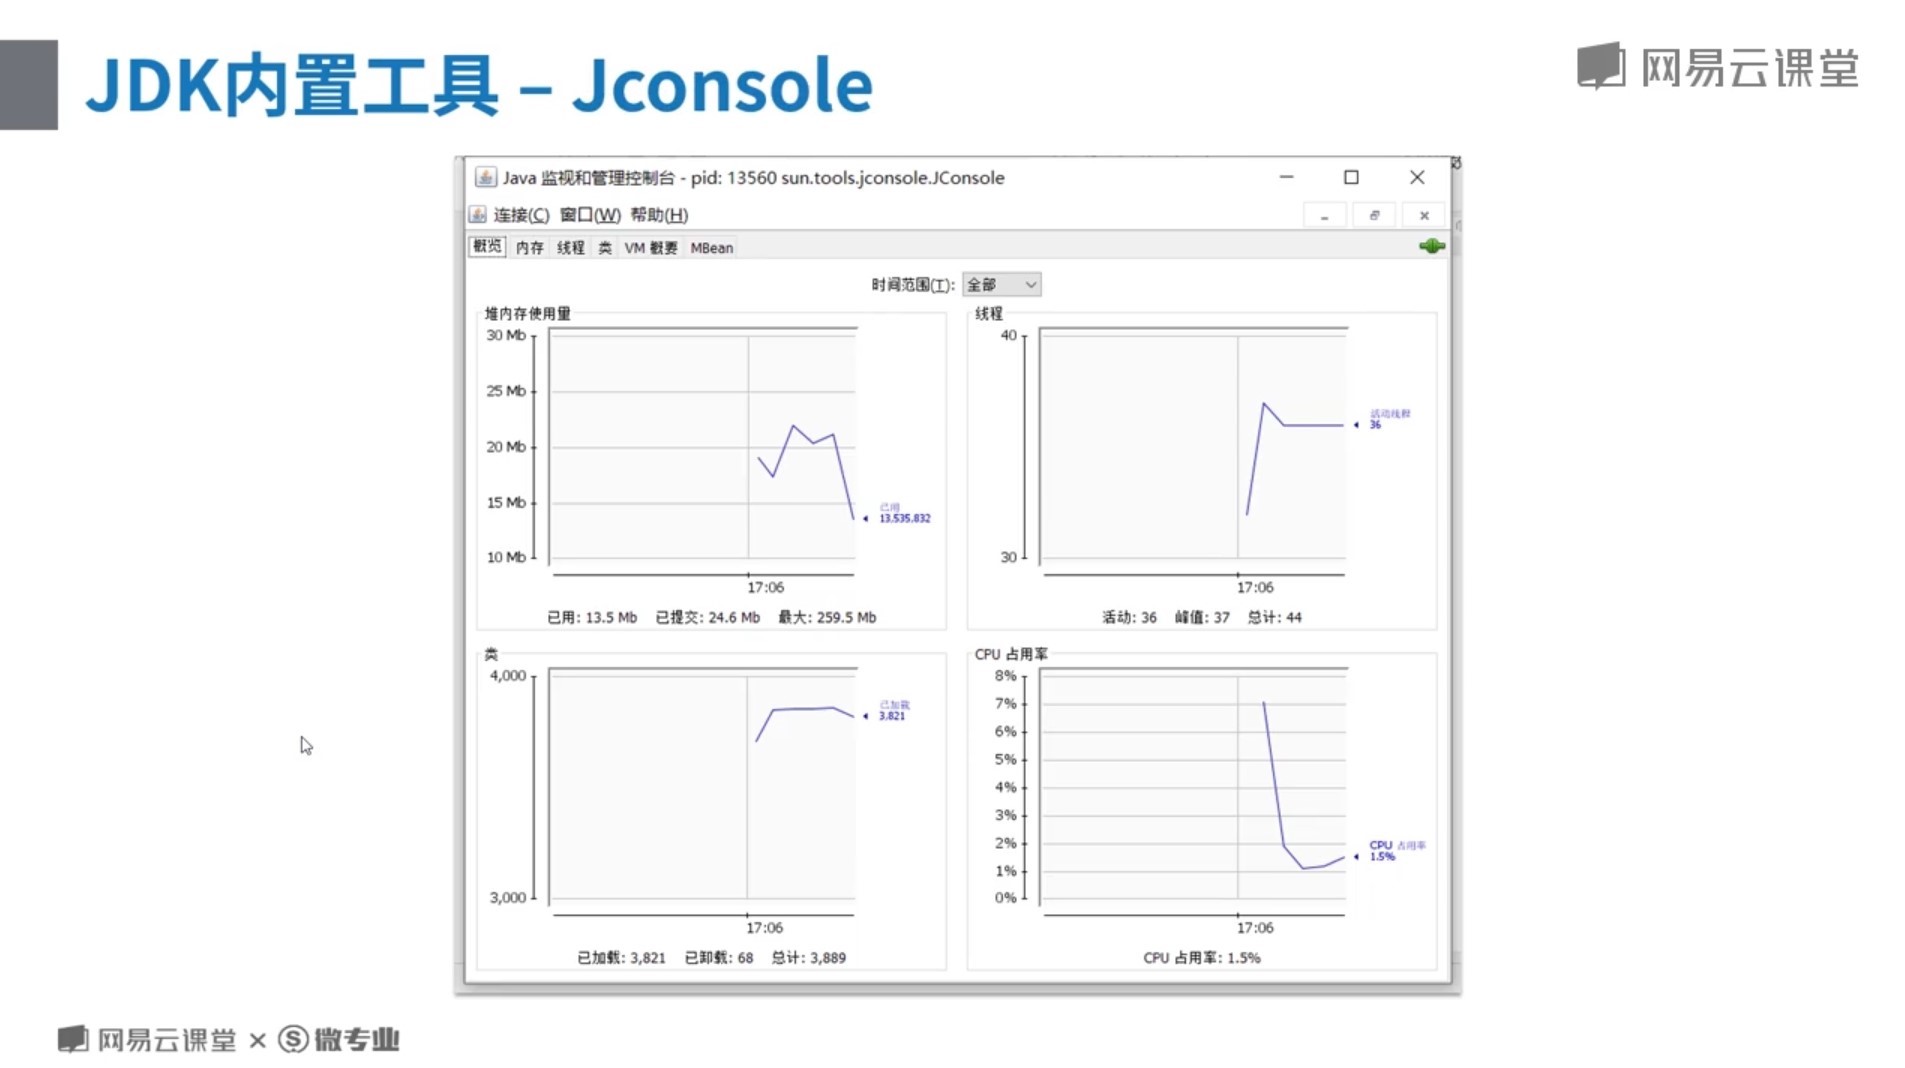 JDK内置工具 – Jconsole
网易云课堂
Java 监视和管理控制台 - pid: 13560 sun.tools.jconsole.JConsole
连接(C) 窗口(W) 帮助(H)
概览 内存 线程 类 VM 概要 MBean
时间范围(T): 全部
堆内存使用量
30 Mb
25 Mb
20 Mb
15 Mb
10 Mb
已用
13,535,832
17:06
已用: 13.5 Mb 已提交: 24.6 Mb 最大: 259.5 Mb
线程
40
30
活动线程
36
17:06
活动: 36 峰值: 37 总计: 44
类
4,000
3,000
已加载
3,821
17:06
已加载: 3,821 已卸载: 68 总计: 3,889
CPU 占用率
8%
7%
6%
5%
4%
3%
2%
1%
0%
CPU 占用率
1.5%
17:06
CPU 占用率: 1.5%
网易云课堂 × 微专业